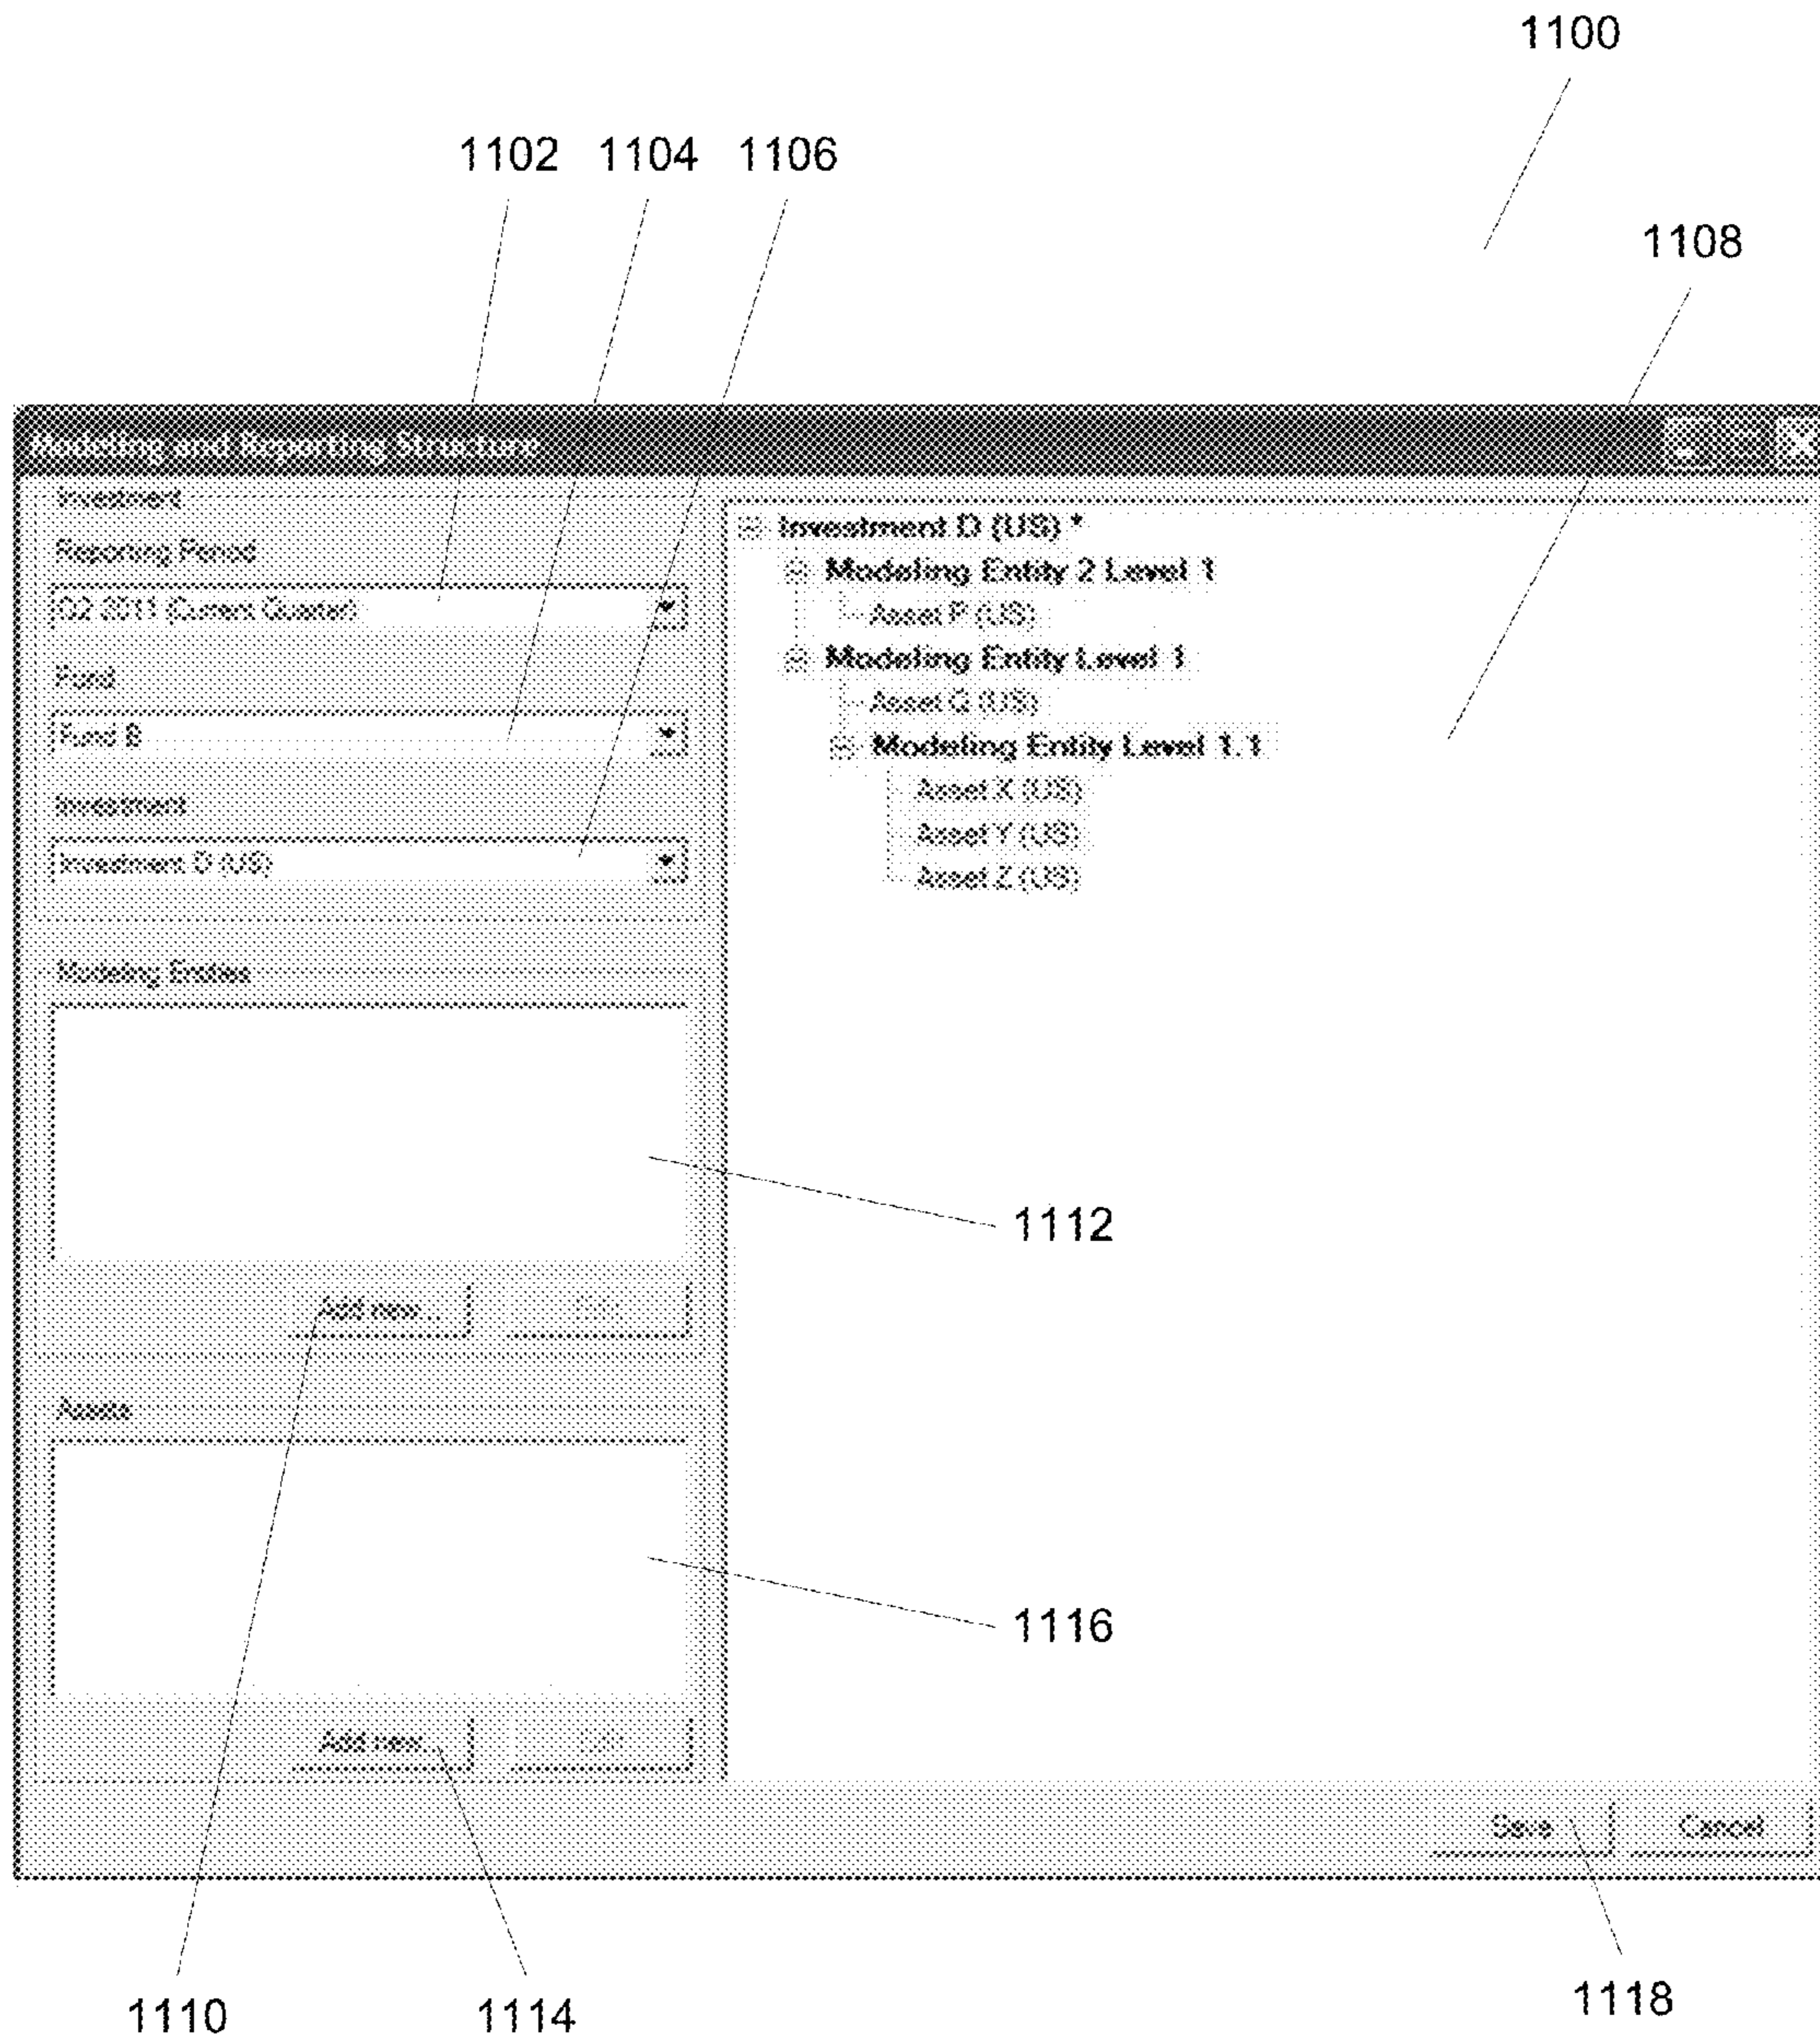 1100
1102 1104 1106
1108
Modeling and Reporting Structure
Investment
Reporting Period
Q2 2011 (Current Quarter)
Fund
Fund B
Investment
Investment D (US)
Modeling Entities
Add new...
Edit
Assets
Add new...
Edit
Investment D (US) *
Modeling Entity 2 Level 1
Asset P (US)
Modeling Entity Level 1
Asset Q (US)
Modeling Entity Level 1.1
Asset X (US)
Asset Y (US)
Asset Z (US)
1112
1116
Save
Cancel
1110
1114
1118